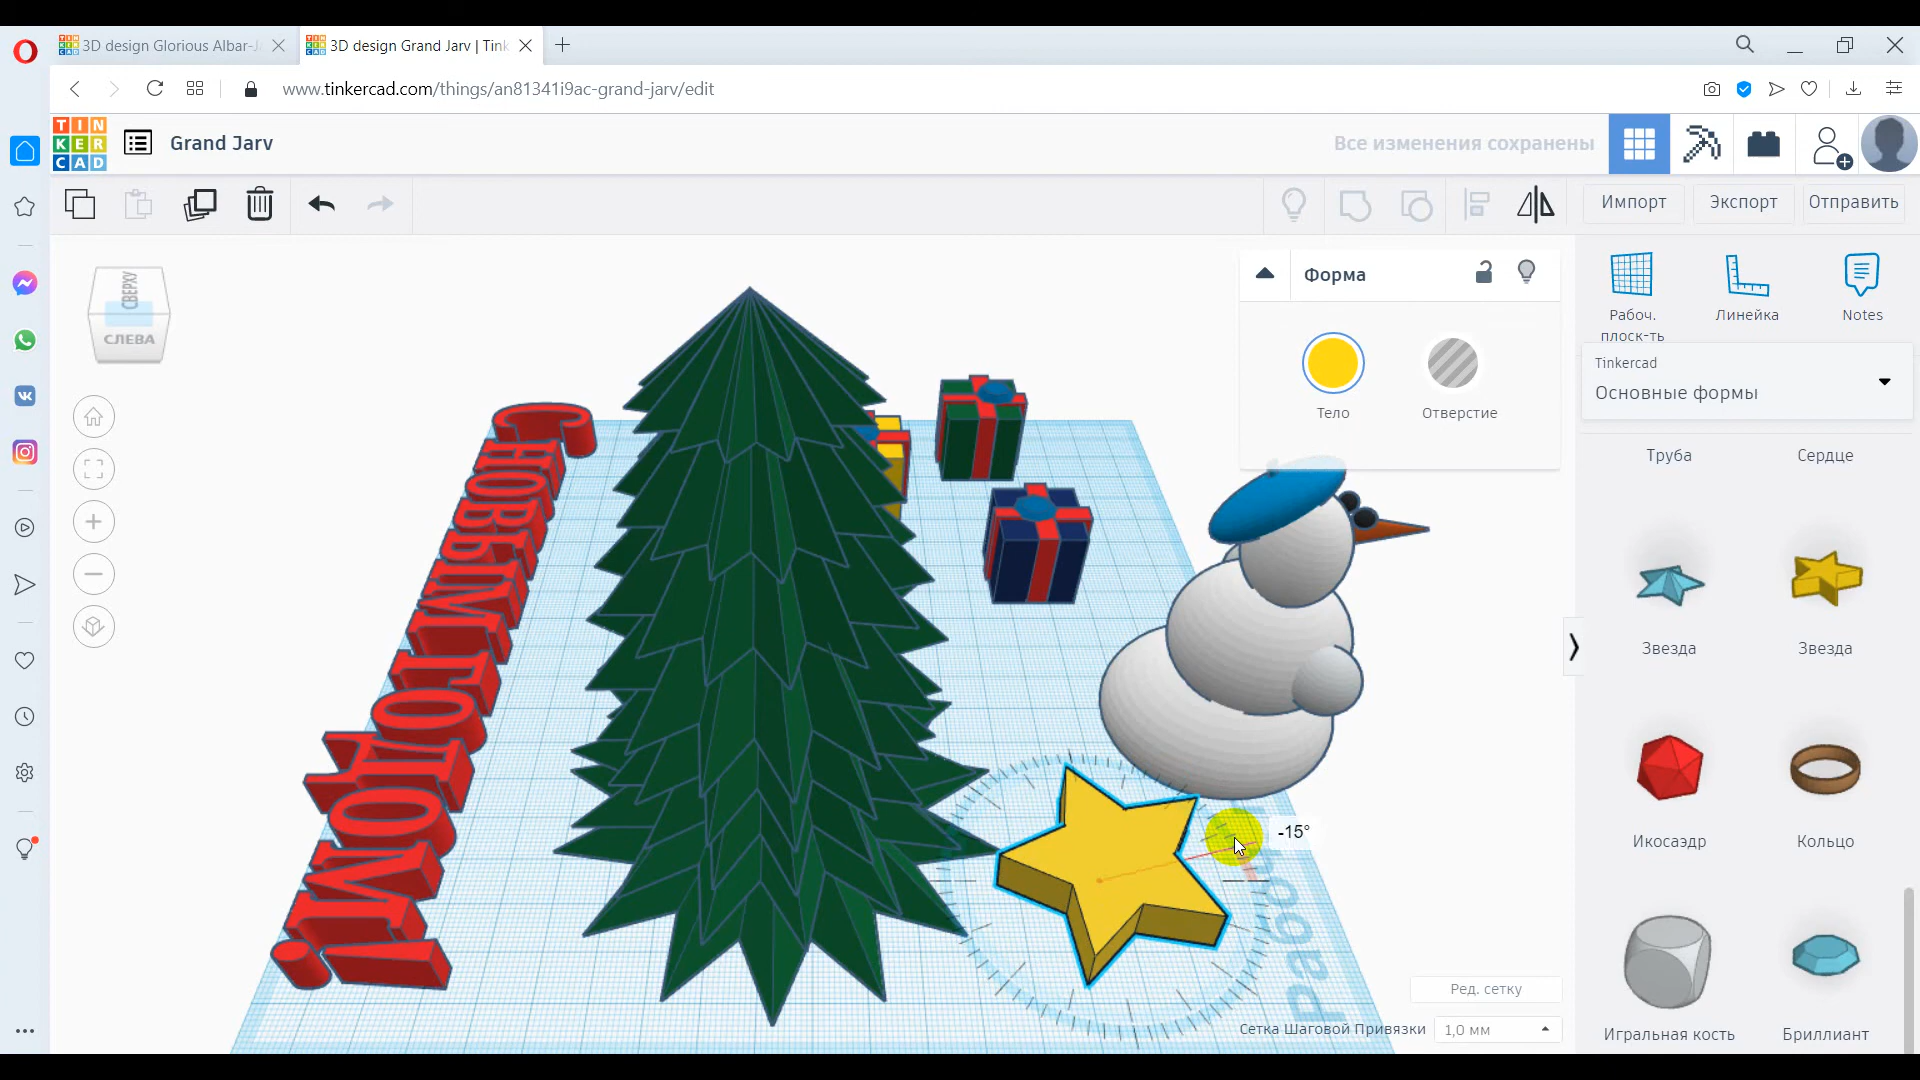 3D design Glorious Albar-J
3D design Grand Jarv | Tink
www.tinkercad.com/things/an81341i9ac-grand-jarv/edit
TIN
KER
CAD
Grand Jarv
Все изменения сохранены
Импорт
Экспорт
Отправить
СВЕРХУ
СЛЕВА
Форма
Тело
Отверстие
Рабоч.
плоск-ть
Линейка
Notes
Tinkercad
Основные формы
Труба
Сердце
Звезда
Звезда
Икосаэдр
Кольцо
Игральная кость
Бриллиант
С НОВЫМ ГОДОМ!
-15°
Рабо
Ред. сетку
Сетка Шаговой Привязки
1,0 мм